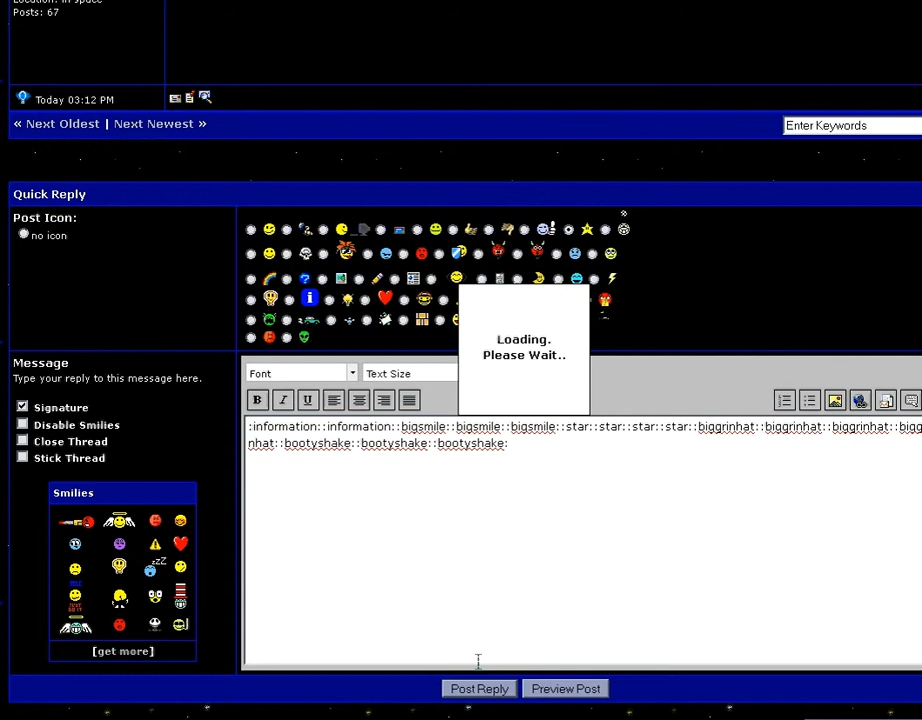 Location: In Space
Posts: 67
Today 03:12 PM
« Next Oldest | Next Newest »
Enter Keywords
Quick Reply
Post Icon:
no icon
Loading.
Please Wait..
Message
Type your reply to this message here.
Font
Text Size
B I U
Signature
Disable Smilies
Close Thread
Stick Thread
:information::information::bigsmile::bigsmile::bigsmile::star::star::star::star::biggrinhat::biggrinhat::biggrinhat::bigg
nhat::bootyshake::bootyshake::bootyshake:
Smilies
[get more]
Post Reply
Preview Post